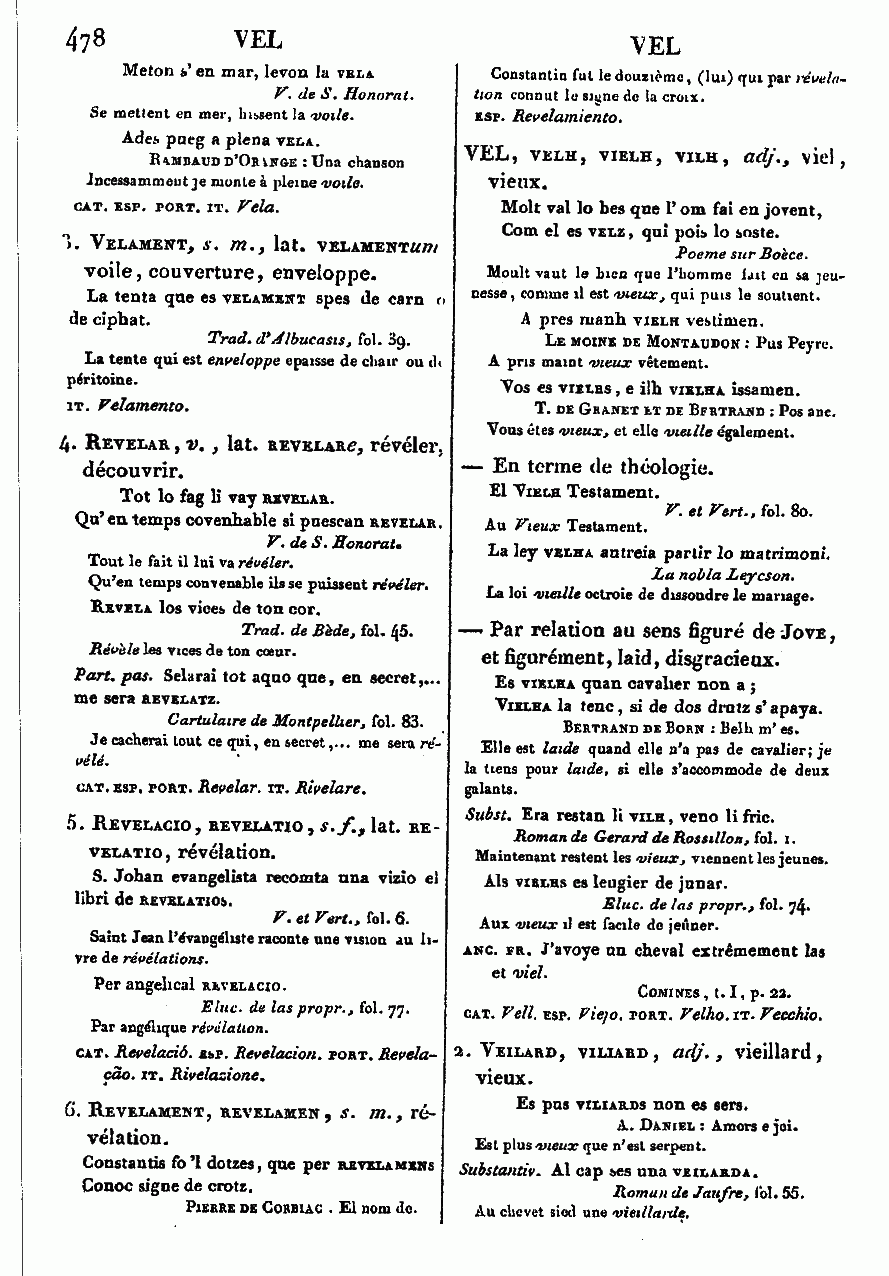 478 VEL
Meton s'en mar, levon la VELA
V. de S. Honorat.
Se mettent en mer, hissent la voile.
Ades pueg a plena VELA.
RAMBAUD D'ORANGE : Una chanson
Incessamment je monte à pleine voile.
CAT. ESP. PORT. IT. Vela.
3. VELAMENT, s. m., lat. VELAMENTum
voile, couverture, enveloppe.
La tenta que es VELAMENT spes de carn o
de ciphat.
Trad. d'Albucasis, fol. 39.
La tente qui est enveloppe epaisse de chair ou de
péritoine.
IT. Velamento.
4. REVELAR, v., lat. REVELARe, révéler,
découvrir.
Tot lo fag li vay REVELAR.
Qu'en temps covenhable si puescan REVELAR.
V. de S. Honorat.
Tout le fait il lui va révéler.
Qu'en temps convenable ils se puissent révéler.
REVELA los vices de ton cor.
Trad. de Bède, fol. 45.
Révèle les vices de ton cœur.
Part. pas. Selarai tot aquo que, en secret,...
me sera REVELATZ.
Cartulaire de Montpellier, fol. 83.
Je cacherai tout ce qui, en secret,... me sera ré-
vélé.
CAT. ESP. PORT. Revelar. IT. Rivelare.
5. REVELACIO, REVELATIO, s. f., lat. RE-
VELATIO, révélation.
S. Johan evangelista recomta una vizio el
libri de REVELATIOS.
V. et Vert., fol. 6.
Saint Jean l'évangéliste raconte une vision au li-
vre de révélations.
Per angelical RAVELACIO.
Eluc. de las propr., fol. 77.
Par angélique révélation.
CAT. Revelació. ESP. Revelacion. PORT. Revela-
ção. IT. Rivelazione.
6. REVELAMENT, REVELAMEN, s. m., ré-
vélation.
Constantis fo'l dotzes, que per REVELAMENS
Conoc signe de crotz.
PIERRE DE CORBIAC. El nom de.
VEL
Constantin fut le douzième, (lui) qui par révéla-
tion connut le signe de la croix.
ESP. Revelamiento.
VEL, VELH, VIELH, VILH, adj., viel,
vieux.
Molt val lo bes que l'om fai en jovent,
Com el es VELZ, qui pois lo soste.
Poeme sur Boèce.
Moult vaut le bien que l'homme fait en sa jeu-
nesse, comme il est vieux, qui puis le soutient.
A pres manh VIELH vestimen.
LE MOINE DE MONTAUDON : Pus Peyre.
A pris maint vieux vêtement.
Vos es VIELHS, e ilh VIELHA issamen.
T. DE GRANET ET DE BERTRAND : Pos anc.
Vous êtes vieux, et elle vieille également.
— En terme de théologie.
El VIELH Testament.
V. et Vert., fol. 80.
Au Vieux Testament.
La ley VELHA autreia partir lo matrimoni.
La nobla Leyczon.
La loi vieille octroie de dissoudre le mariage.
— Par relation au sens figuré de JOVE,
et figurément, laid, disgracieux.
Es VIELHA quan cavalier non a ;
VIELHA la tenc, si de dos drutz s'apaya.
BERTRAND DE BORN : Belh m'es.
Elle est laide quand elle n'a pas de cavalier; je
la tiens pour laide, si elle s'accommode de deux
galants.
Subst. Era restan li VILH, veno li fric.
Roman de Gerard de Rossillon, fol. 1.
Maintenant restent les vieux, viennent les jeunes.
Als VIELHS es leugier de junar.
Eluc. de las propr., fol. 74.
Aux vieux il est facile de jeûner.
ANC. FR. J'avoye un cheval extrêmement las
et viel.
COMINES, t. I, p. 22.
CAT. Vell. ESP. Viejo. PORT. Velho. IT. Vecchio.
2. VEILARD, VILIARD, adj., vieillard,
vieux.
Es pus VILIARDS non es sers.
A. DANIEL : Amors e joi.
Est plus vieux que n'est serpent.
Substantiv. Al cap ses una VEILARDA.
Roman de Jaufre, fol. 55.
Au chevet sied une vieillarde.